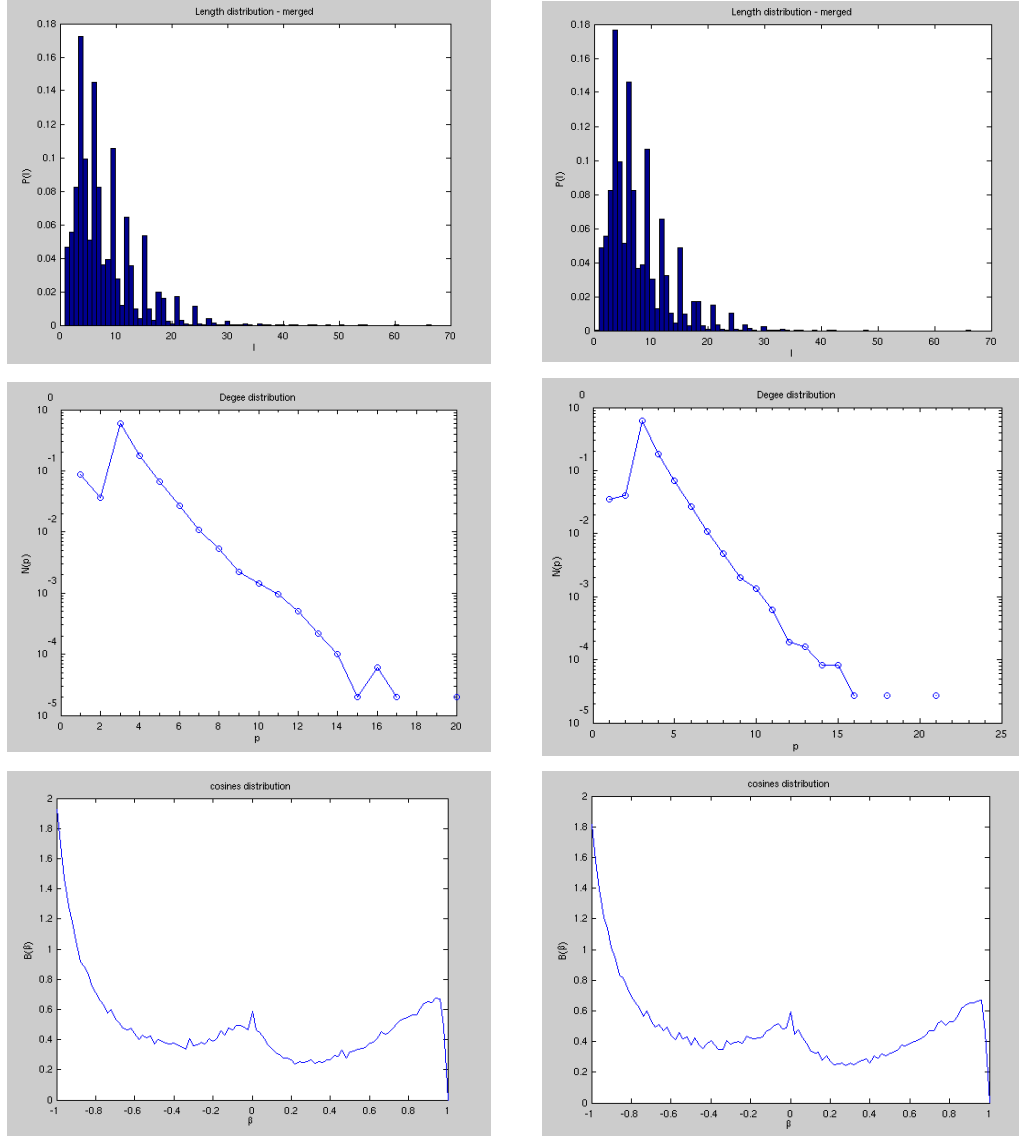 Length distribution - merged
0.18
0.16
0.14
0.12
0.1
0.08
0.06
0.04
0.02
0
P(l)
0 10 20 30 40 50 60 70
l
Length distribution - merged
0.18
0.16
0.14
0.12
0.1
0.08
0.06
0.04
0.02
0
P(l)
0 10 20 30 40 50 60 70
l
Degee distribution
0
10
-1
10
-2
10
-3
10
-4
10
-5
10
N(p)
0 2 4 6 8 10 12 14 16 18 20
p
Degee distribution
0
10
-1
10
-2
10
-3
10
-4
10
-5
10
N(p)
0 5 10 15 20 25
p
cosines distribution
2
1.8
1.6
1.4
1.2
1
0.8
0.6
0.4
0.2
0
B(β)
-1 -0.8 -0.6 -0.4 -0.2 0 0.2 0.4 0.6 0.8 1
β
cosines distribution
2
1.8
1.6
1.4
1.2
1
0.8
0.6
0.4
0.2
0
B(β)
-1 -0.8 -0.6 -0.4 -0.2 0 0.2 0.4 0.6 0.8 1
β